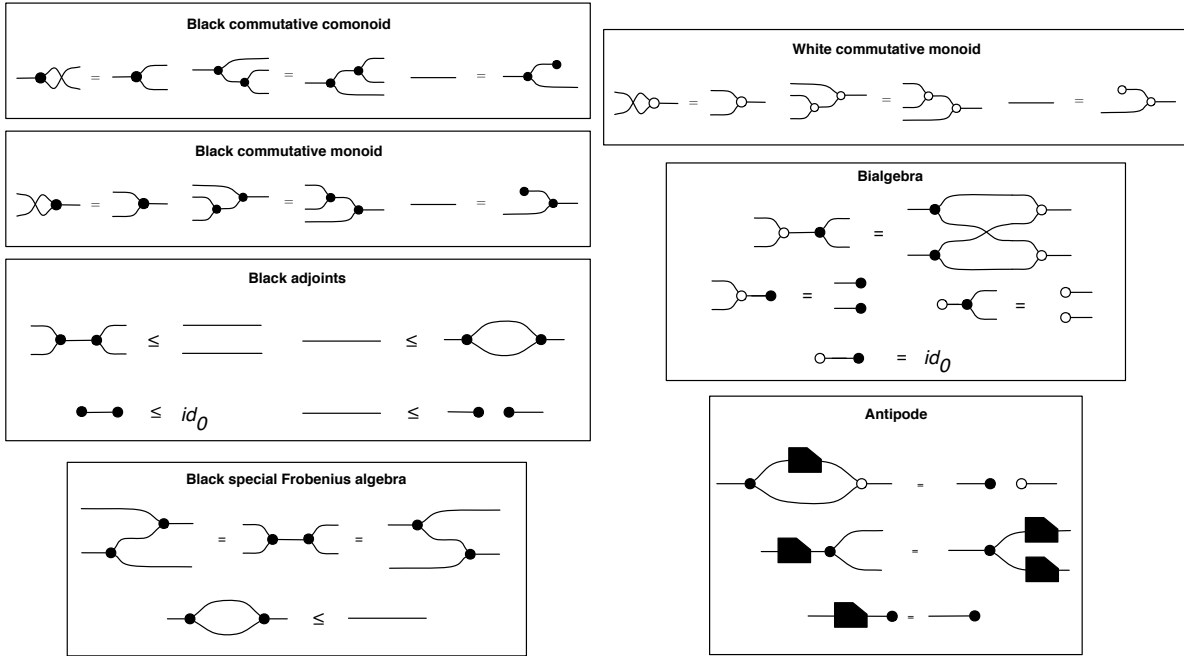 Black commutative comonoid
= = =
Black commutative monoid
= = =
Black adjoints
≤ ≤
≤ id0 ≤
Black special Frobenius algebra
= =
≤
White commutative monoid
= = =
Bialgebra
=
= =
= id0
Antipode
=
=
=